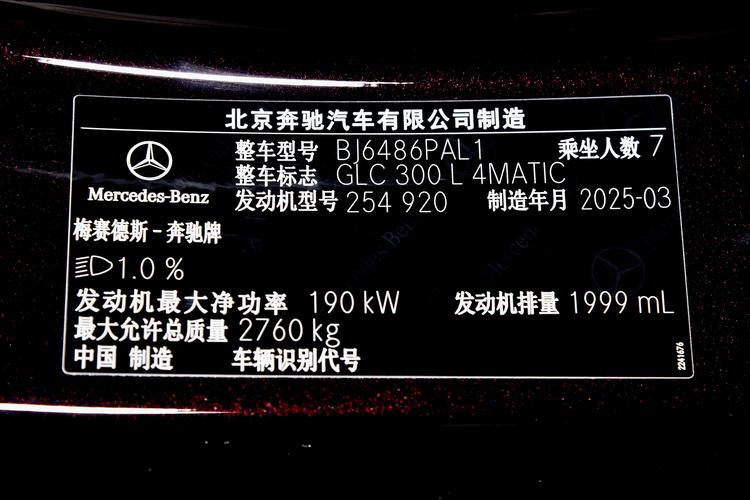 北京奔驰汽车有限公司制造
整车型号 BJ6486PAL1 乘坐人数 7
整车标志 GLC 300 L 4MATIC
Mercedes-Benz
发动机型号 254 920 制造年月 2025-03
梅赛德斯－奔驰牌
1.0 %
发动机最大净功率 190 kW 发动机排量 1999 mL
最大允许总质量 2760 kg
中国 制造 车辆识别代号
2241676